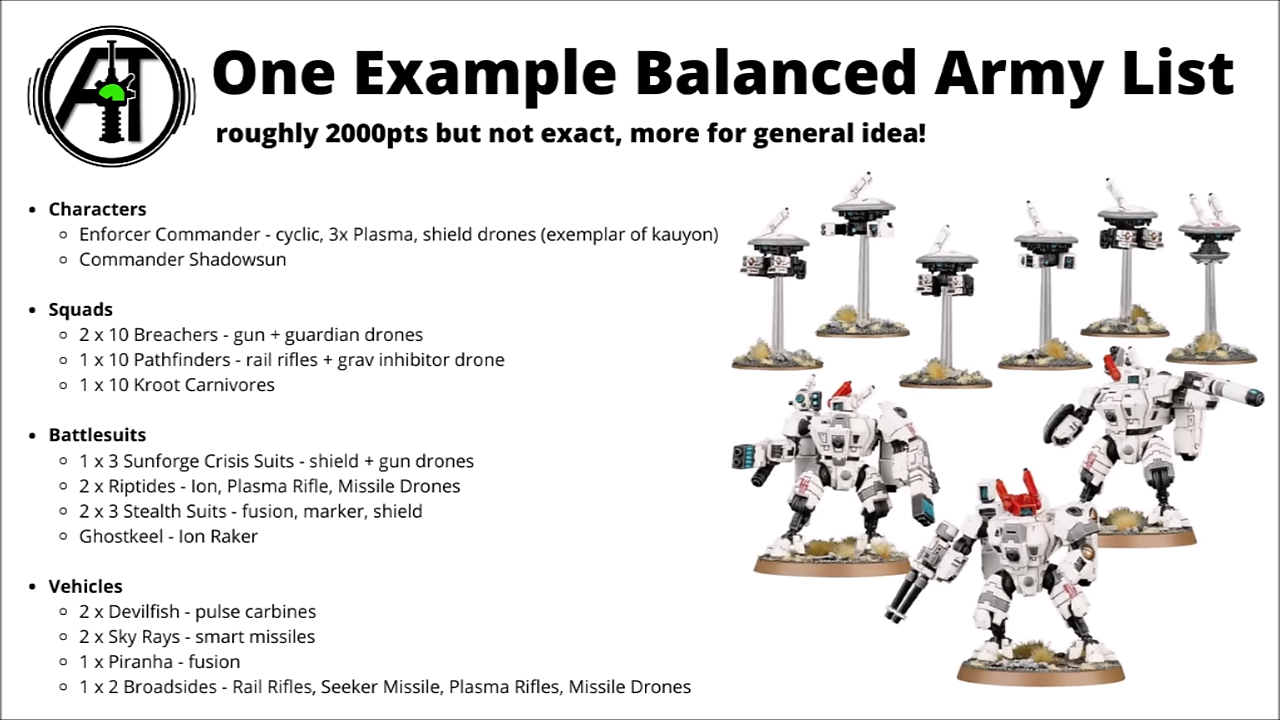 AT
One Example Balanced Army List
roughly 2000pts but not exact, more for general idea!
• Characters
○ Enforcer Commander - cyclic, 3x Plasma, shield drones (exemplar of kauyon)
○ Commander Shadowsun
• Squads
○ 2 x 10 Breachers - gun + guardian drones
○ 1 x 10 Pathfinders - rail rifles + grav inhibitor drone
○ 1 x 10 Kroot Carnivores
• Battlesuits
○ 1 x 3 Sunforge Crisis Suits - shield + gun drones
○ 2 x Riptides - Ion, Plasma Rifle, Missile Drones
○ 2 x 3 Stealth Suits - fusion, marker, shield
○ Ghostkeel - Ion Raker
• Vehicles
○ 2 x Devilfish - pulse carbines
○ 2 x Sky Rays - smart missiles
○ 1 x Piranha - fusion
○ 1 x 2 Broadsides - Rail Rifles, Seeker Missile, Plasma Rifles, Missile Drones